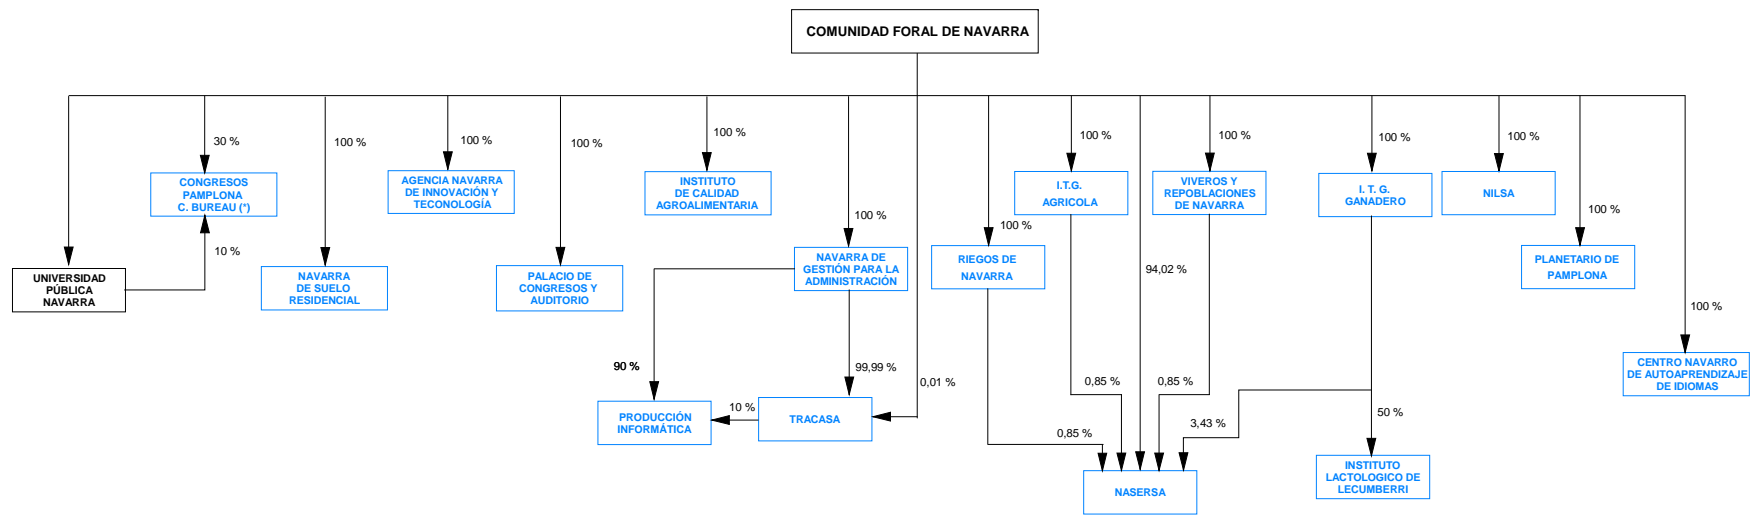 COMUNIDAD FORAL DE NAVARRA
30 %
100 %
100 %
100 %
100 %
100 %
100 %
100 %
100 %
100 %
100 %
100 %
100 %
100 %
CONGRESOS
PAMPLONA
C. BUREAU (*)
AGENCIA NAVARRA
DE INNOVACIÓN Y
TECONOLOGÍA
INSTITUTO
DE CALIDAD
AGROALIMENTARIA
I.T.G.
AGRICOLA
VIVEROS Y
REPOBLACIONES
DE NAVARRA
I. T. G.
GANADERO
NILSA
10 %
UNIVERSIDAD
PÚBLICA
NAVARRA
NAVARRA
DE SUELO
RESIDENCIAL
PALACIO DE
CONGRESOS Y
AUDITORIO
NAVARRA DE
GESTIÓN PARA LA
ADMINISTRACIÓN
RIEGOS DE
NAVARRA
94,02 %
PLANETARIO DE
PAMPLONA
90 %
99,99 %
0,01 %
0,85 %
0,85 %
CENTRO NAVARRO
DE AUTOAPRENDIZAJE
DE IDIOMAS
PRODUCCIÓN
INFORMÁTICA
10 %
TRACASA
0,85 %
3,43 %
50 %
NASERSA
INSTITUTO
LACTOLOGICO DE
LECUMBERRI